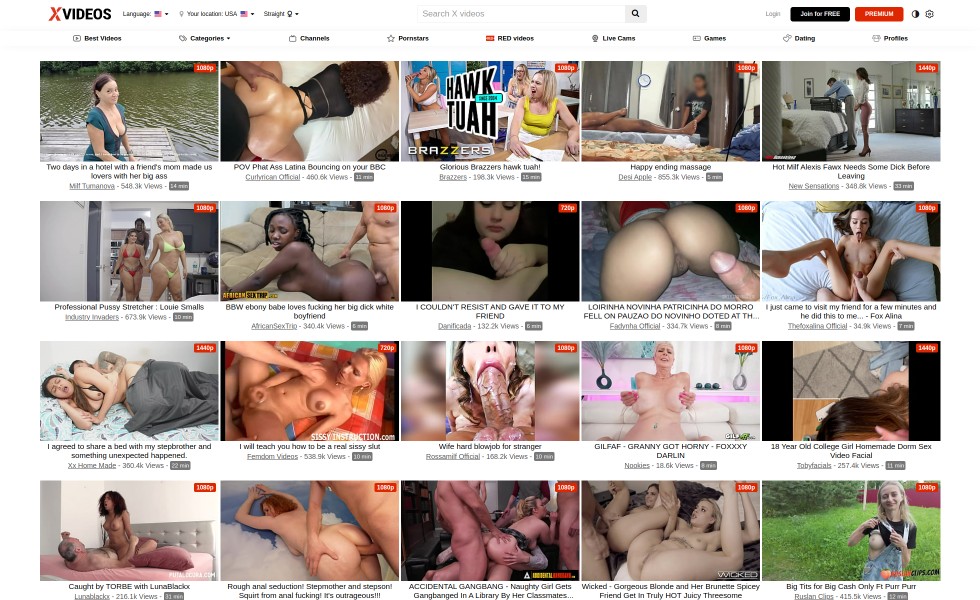 XVIDEOS
Language:
Your location: USA
Straight
Search X videos
Login
Join for FREE
PREMIUM
Best Videos
Categories
Channels
Pornstars
RED videos
Live Cams
Games
Dating
Profiles
1080p
1080p
1080p
1080p
1440p
HAWK
TUAH
BRAZZERS
Two days in a hotel with a friend's mom made us
lovers with her big ass
Milf Tumanova - 548.3k Views - 14 min
POV Phat Ass Latina Bouncing on your BBC
Curlyrican Official - 460.6k Views - 11 min
Glorious Brazzers hawk tuah!
Brazzers - 198.3k Views - 15 min
Happy ending massage
Desi Apple - 855.3k Views - 5 min
Hot Milf Alexis Fawx Needs Some Dick Before
Leaving
New Sensations - 348.8k Views - 33 min
1080p
1080p
720p
1080p
1080p
AFRICANSEXTRIP.COM
Professional Pussy Stretcher : Louie Smalls
Industry Invaders - 673.9k Views - 10 min
BBW ebony babe loves fucking her big dick white
boyfriend
AfricanSexTrip - 340.4k Views - 8 min
I COULDN'T RESIST AND GAVE IT TO MY
FRIEND
Danificada - 132.2k Views - 6 min
LOIRINHA NOVINHA PATRICINHA DO MORRO
FELL ON PAUZAO DO NOVINHO DOTED AT TH...
Fadynha Official - 334.7k Views - 8 min
I just came to visit my friend for a few minutes and
he did this to me... - Fox Alina
Thefoxalina Official - 34.9k Views - 7 min
1440p
720p
1080p
1080p
1440p
SISSY INSTRUCTION.COM
I agreed to share a bed with my stepbrother and
something unexpected happened.
Xx Home Made - 360.4k Views - 22 min
I will teach you how to be a real sissy slut
Femdom Videos - 538.9k Views - 10 min
Wife hard blowjob for stranger
Rossamilf Official - 168.2k Views - 10 min
GILFAF - GRANNY GOT HORNY - FOXXXY
DARLIN
Nookies - 18.6k Views - 8 min
18 Year Old College Girl Homemade Dorm Sex
Video Facial
Tobyfacials - 257.4k Views - 11 min
1080p
1080p
1080p
1080p
1080p
WICKED
Caught by TORBE with LunaBlackx
Lunablackx - 216.1k Views - 11 min
Rough anal seduction! Stepmother and stepson!
Squirt from anal fucking! It's outrageous!!!
ACCIDENTAL GANGBANG - Naughty Girl Gets
Gangbanged In A Library By Her Classmates...
Wicked - Gorgeous Blonde and Her Brunette Spicey
Friend Get In Truly HOT Juicy Threesome
Big Tits for Big Cash Only Ft Purr Purr
Ruslan Clips - 415.5k Views - 12 min